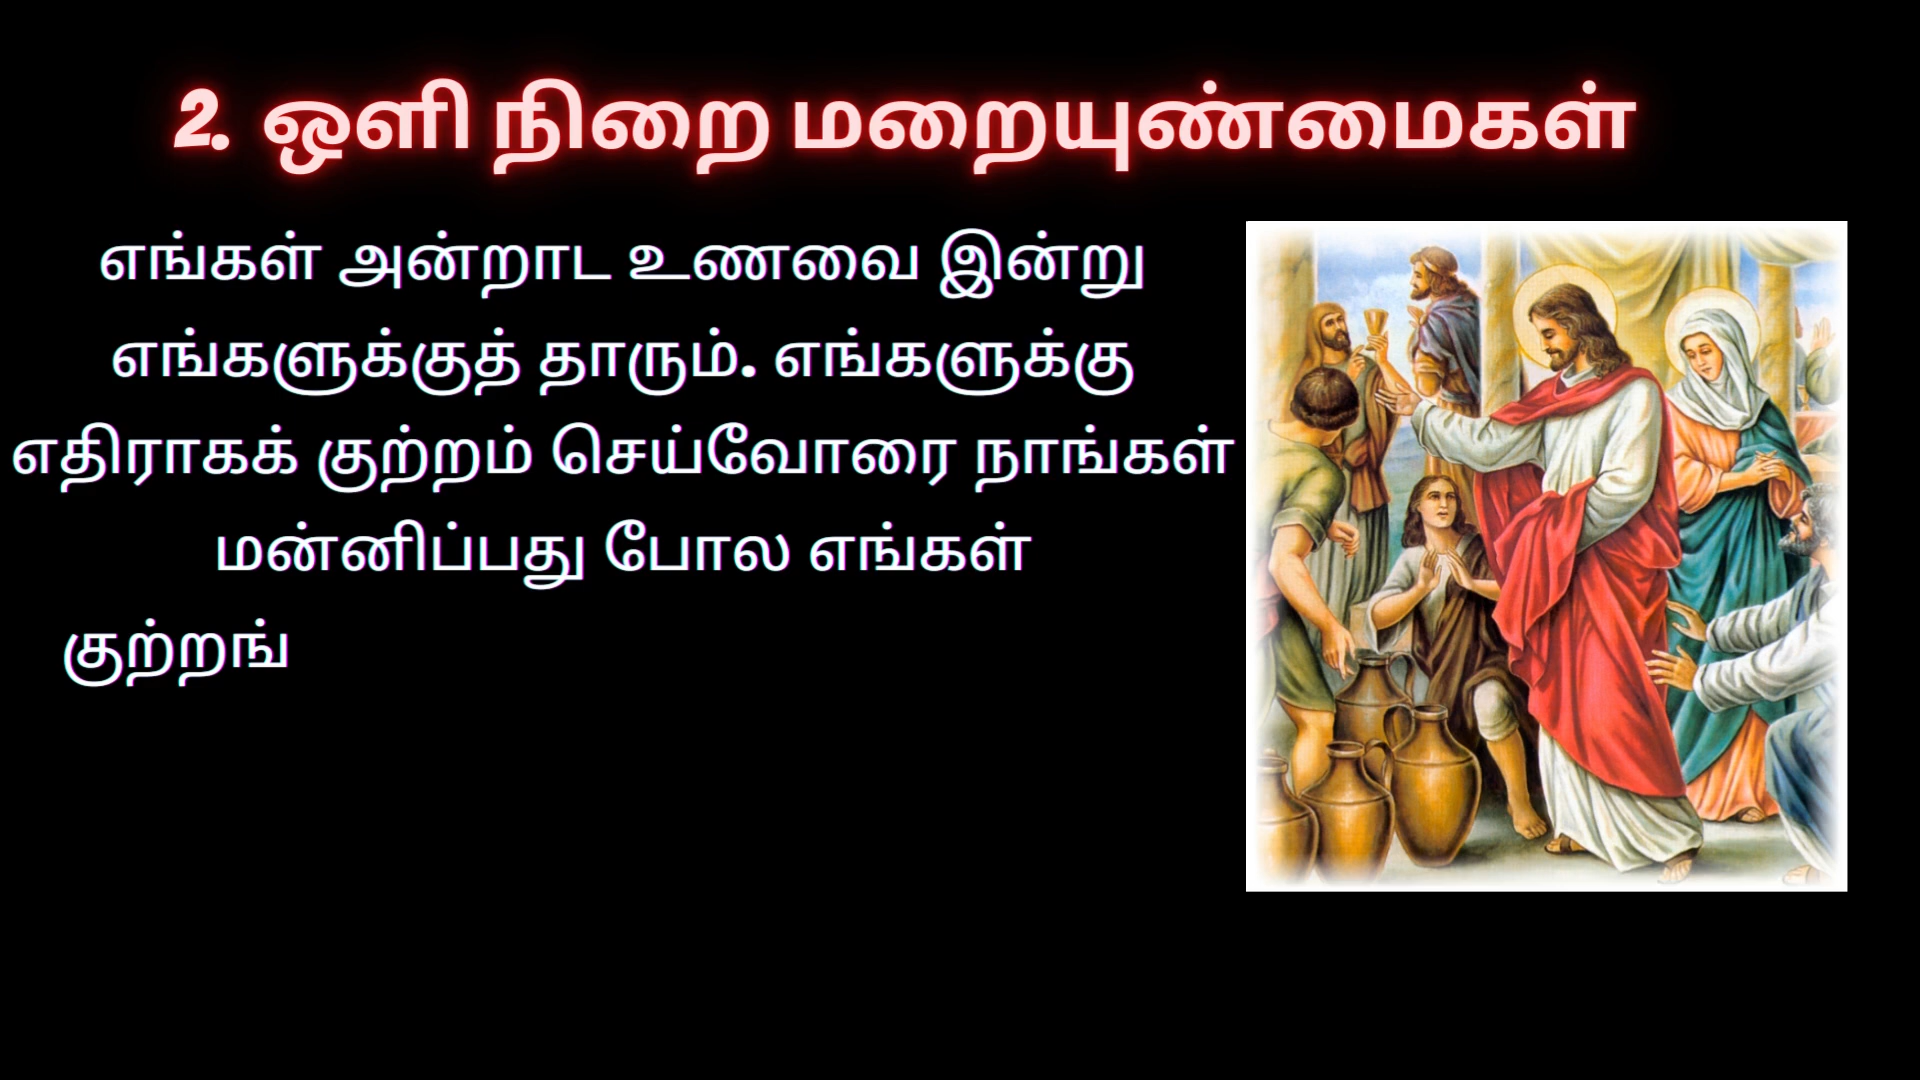 2. ஒளி நிறை மறையுண்மைகள்
எங்கள் அன்றாட உணவை இன்று
எங்களுக்குத் தாரும். எங்களுக்கு
எதிராகக் குற்றம் செய்வோரை நாங்கள்
மன்னிப்பது போல எங்கள்
குற்றங்